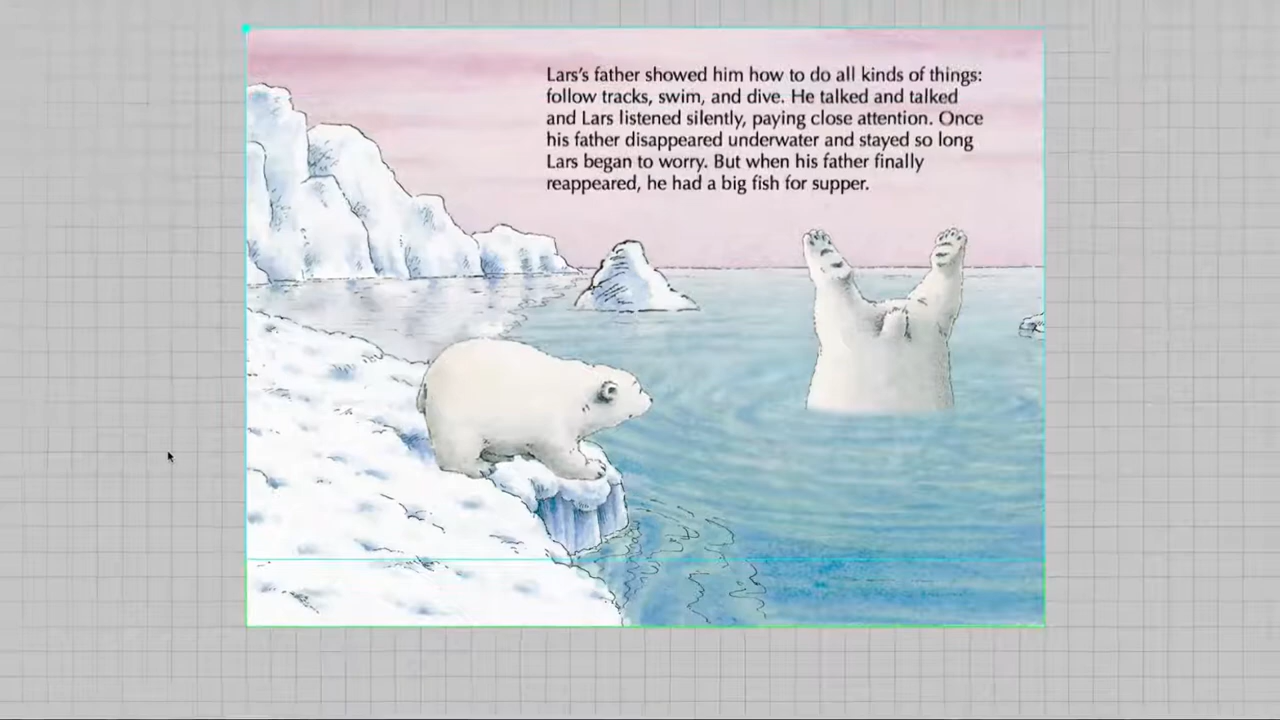 Lars's father showed him how to do all kinds of things:
follow tracks, swim, and dive. He talked and talked
and Lars listened silently, paying close attention. Once
his father disappeared underwater and stayed so long
Lars began to worry. But when his father finally
reappeared, he had a big fish for supper.